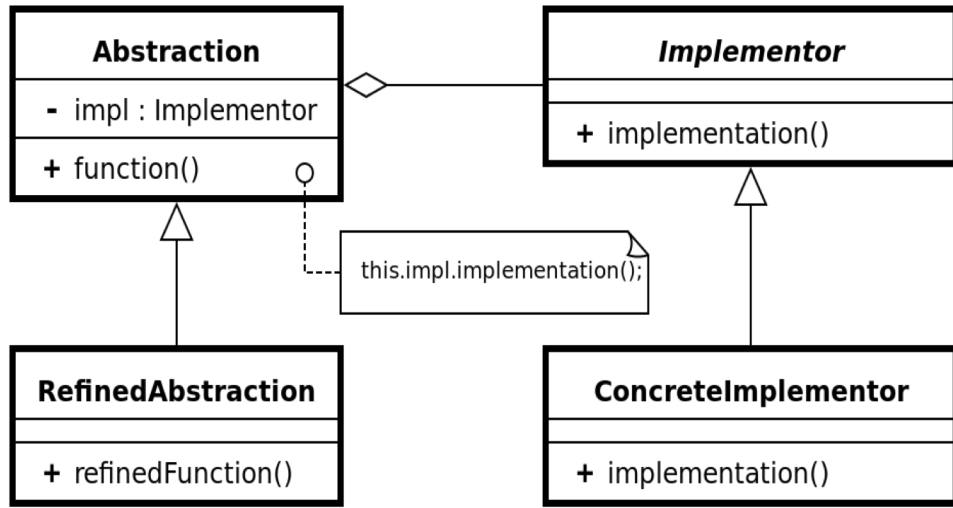 Abstraction
- impl : Implementor
+ function()
Implementor
+ implementation()
this.impl.implementation();
RefinedAbstraction
+ refinedFunction()
ConcreteImplementor
+ implementation()